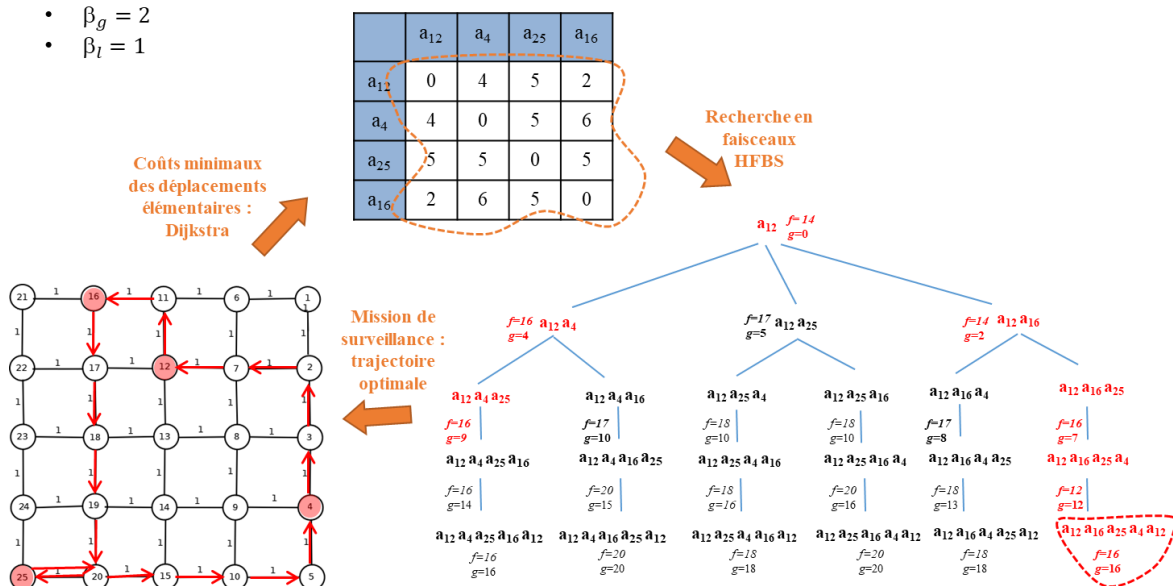 • β_g = 2
• β_l = 1
a12 a4 a25 a16
a12 0 4 5 2
a4 4 0 5 6
a25 5 5 0 5
a16 2 6 5 0
Coûts minimaux
des déplacements
élémentaires :
Dijkstra
Recherche en
faisceaux
HFBS
a12 f=14
g=0
f=16 a12 a4
g=4
f=17 a12 a25
g=5
f=14 a12 a16
g=2
a12 a4 a25
a12 a4 a16
a12 a25 a4
a12 a25 a16
a12 a16 a4
a12 a16 a25
f=16
g=9
f=17
g=10
f=18
g=10
f=18
g=10
f=17
g=8
f=16
g=7
a12 a4 a25 a16
a12 a4 a16 a25
a12 a25 a4 a16
a12 a25 a16 a4
a12 a16 a4 a25
a12 a16 a25 a4
f=16
g=14
f=20
g=15
f=18
g=16
f=20
g=16
f=18
g=13
f=12
g=12
a12 a4 a25 a16 a12
a12 a4 a16 a25 a12
a12 a25 a4 a16 a12
a12 a25 a16 a4 a12
a12 a16 a4 a25 a12
a12 a16 a25 a4 a12
f=16
g=16
f=20
g=20
f=18
g=18
f=20
g=20
f=18
g=18
f=16
g=16
Mission de
surveillance :
trajectoire
optimale
21 1 16 1 11 1 6 1 1
1 1 1 1 1
22 1 17 1 12 1 7 1 2
1 1 1 1 1
23 1 18 1 13 1 8 1 3
1 1 1 1 1
24 1 19 1 14 1 9 1 4
1 1 1 1 1
25 1 20 1 15 1 10 1 5